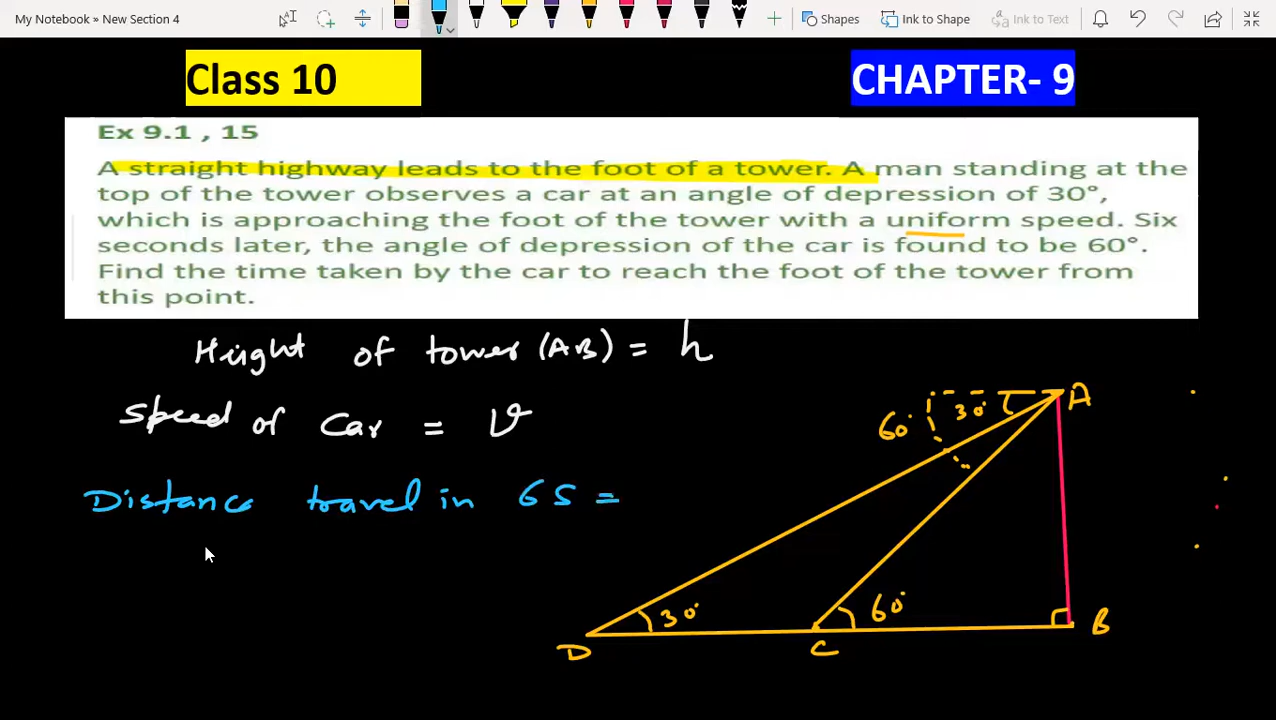 My Notebook » New Section 4
Shapes
Ink to Shape
Ink to Text
Class 10
CHAPTER- 9
Ex 9.1 , 15
A straight highway leads to the foot of a tower. A man standing at the
top of the tower observes a car at an angle of depression of 30°,
which is approaching the foot of the tower with a uniform speed. Six
seconds later, the angle of depression of the car is found to be 60°.
Find the time taken by the car to reach the foot of the tower from
this point.
Height of tower (AB) = h
Speed of Car = v
Distance travel in 6S =
A
30°
60°
30°
60°
D
C
B